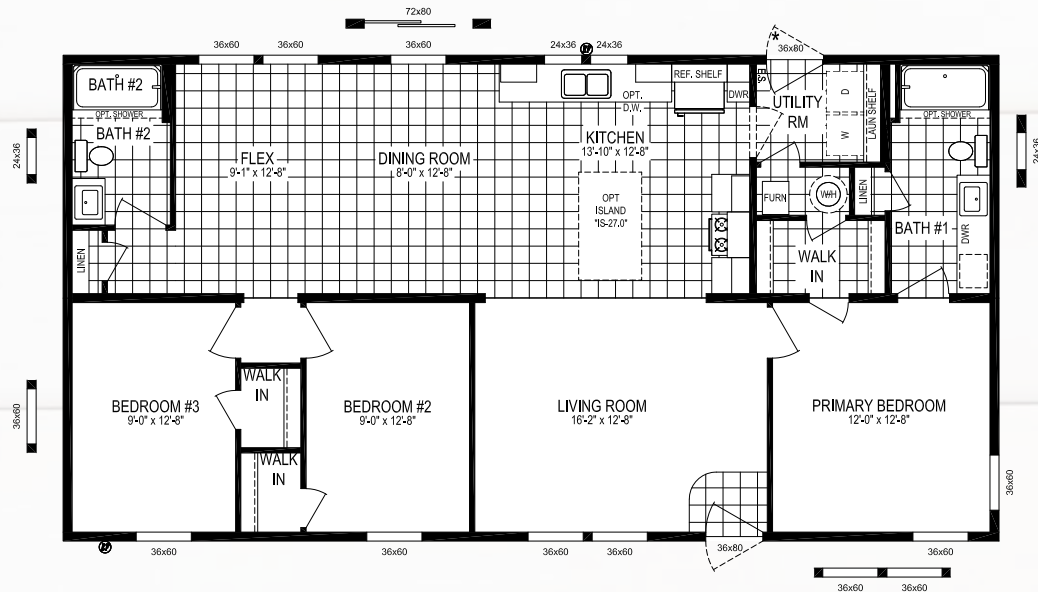 72x80
36x60
36x60
36x60
24x36
24x36
36x80
*
BATH #2
OPT. SHOWER
BATH #2
LINEN
FLEX
9'-1" x 12'-8"
DINING ROOM
8'-0" x 12'-8"
OPT.
D.W.
REF. SHELF
DWR
KITCHEN
13'-10" x 12'-8"
OPT
ISLAND
"IS-27.0"
E.S
UTILITY
RM
D
W
LAUN SHELF
FURN
W/H
LINEN
WALK
IN
OPT. SHOWER
BATH #1
DWR
24x36
24x36
36x60
BEDROOM #3
9'-0" x 12'-8"
WALK
IN
WALK
IN
BEDROOM #2
9'-0" x 12'-8"
LIVING ROOM
16'-2" x 12'-8"
PRIMARY BEDROOM
12'-0" x 12'-8"
36x60
36x60
36x60
36x60
36x60
36x80
36x60
36x60
36x60